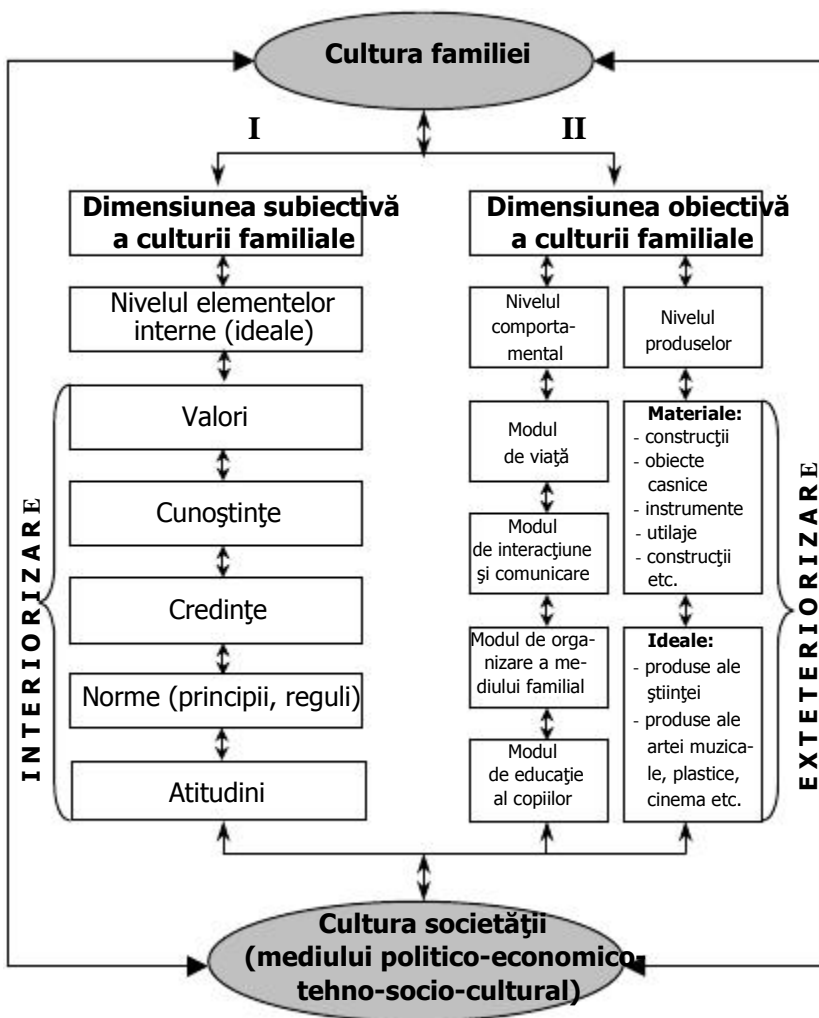 Cultura familiei
I
II
Dimensiunea subiectivă
a culturii familiale
Dimensiunea obiectivă
a culturii familiale
Nivelul elementelor
interne (ideale)
Nivelul
comporta-
mental
Nivelul
produselor
INTERIORIZARE
Valori
Cunoştinţe
Credinţe
Norme (principii, reguli)
Atitudini
Modul
de viaţă
Modul
de interacţiune
şi comunicare
Modul de orga-
nizare a me-
diului familial
Modul
de educaţie
al copiilor
Materiale:
- construcţii
- obiecte
casnice
- instrumente
- utilaje
- construcţii
etc.
Ideale:
- produse ale
ştiinţei
- produse ale
artei muzica-
le, plastice,
cinema etc.
EXTETERIORIZARE
Cultura societăţii
(mediului politico-economico-
tehno-socio-cultural)